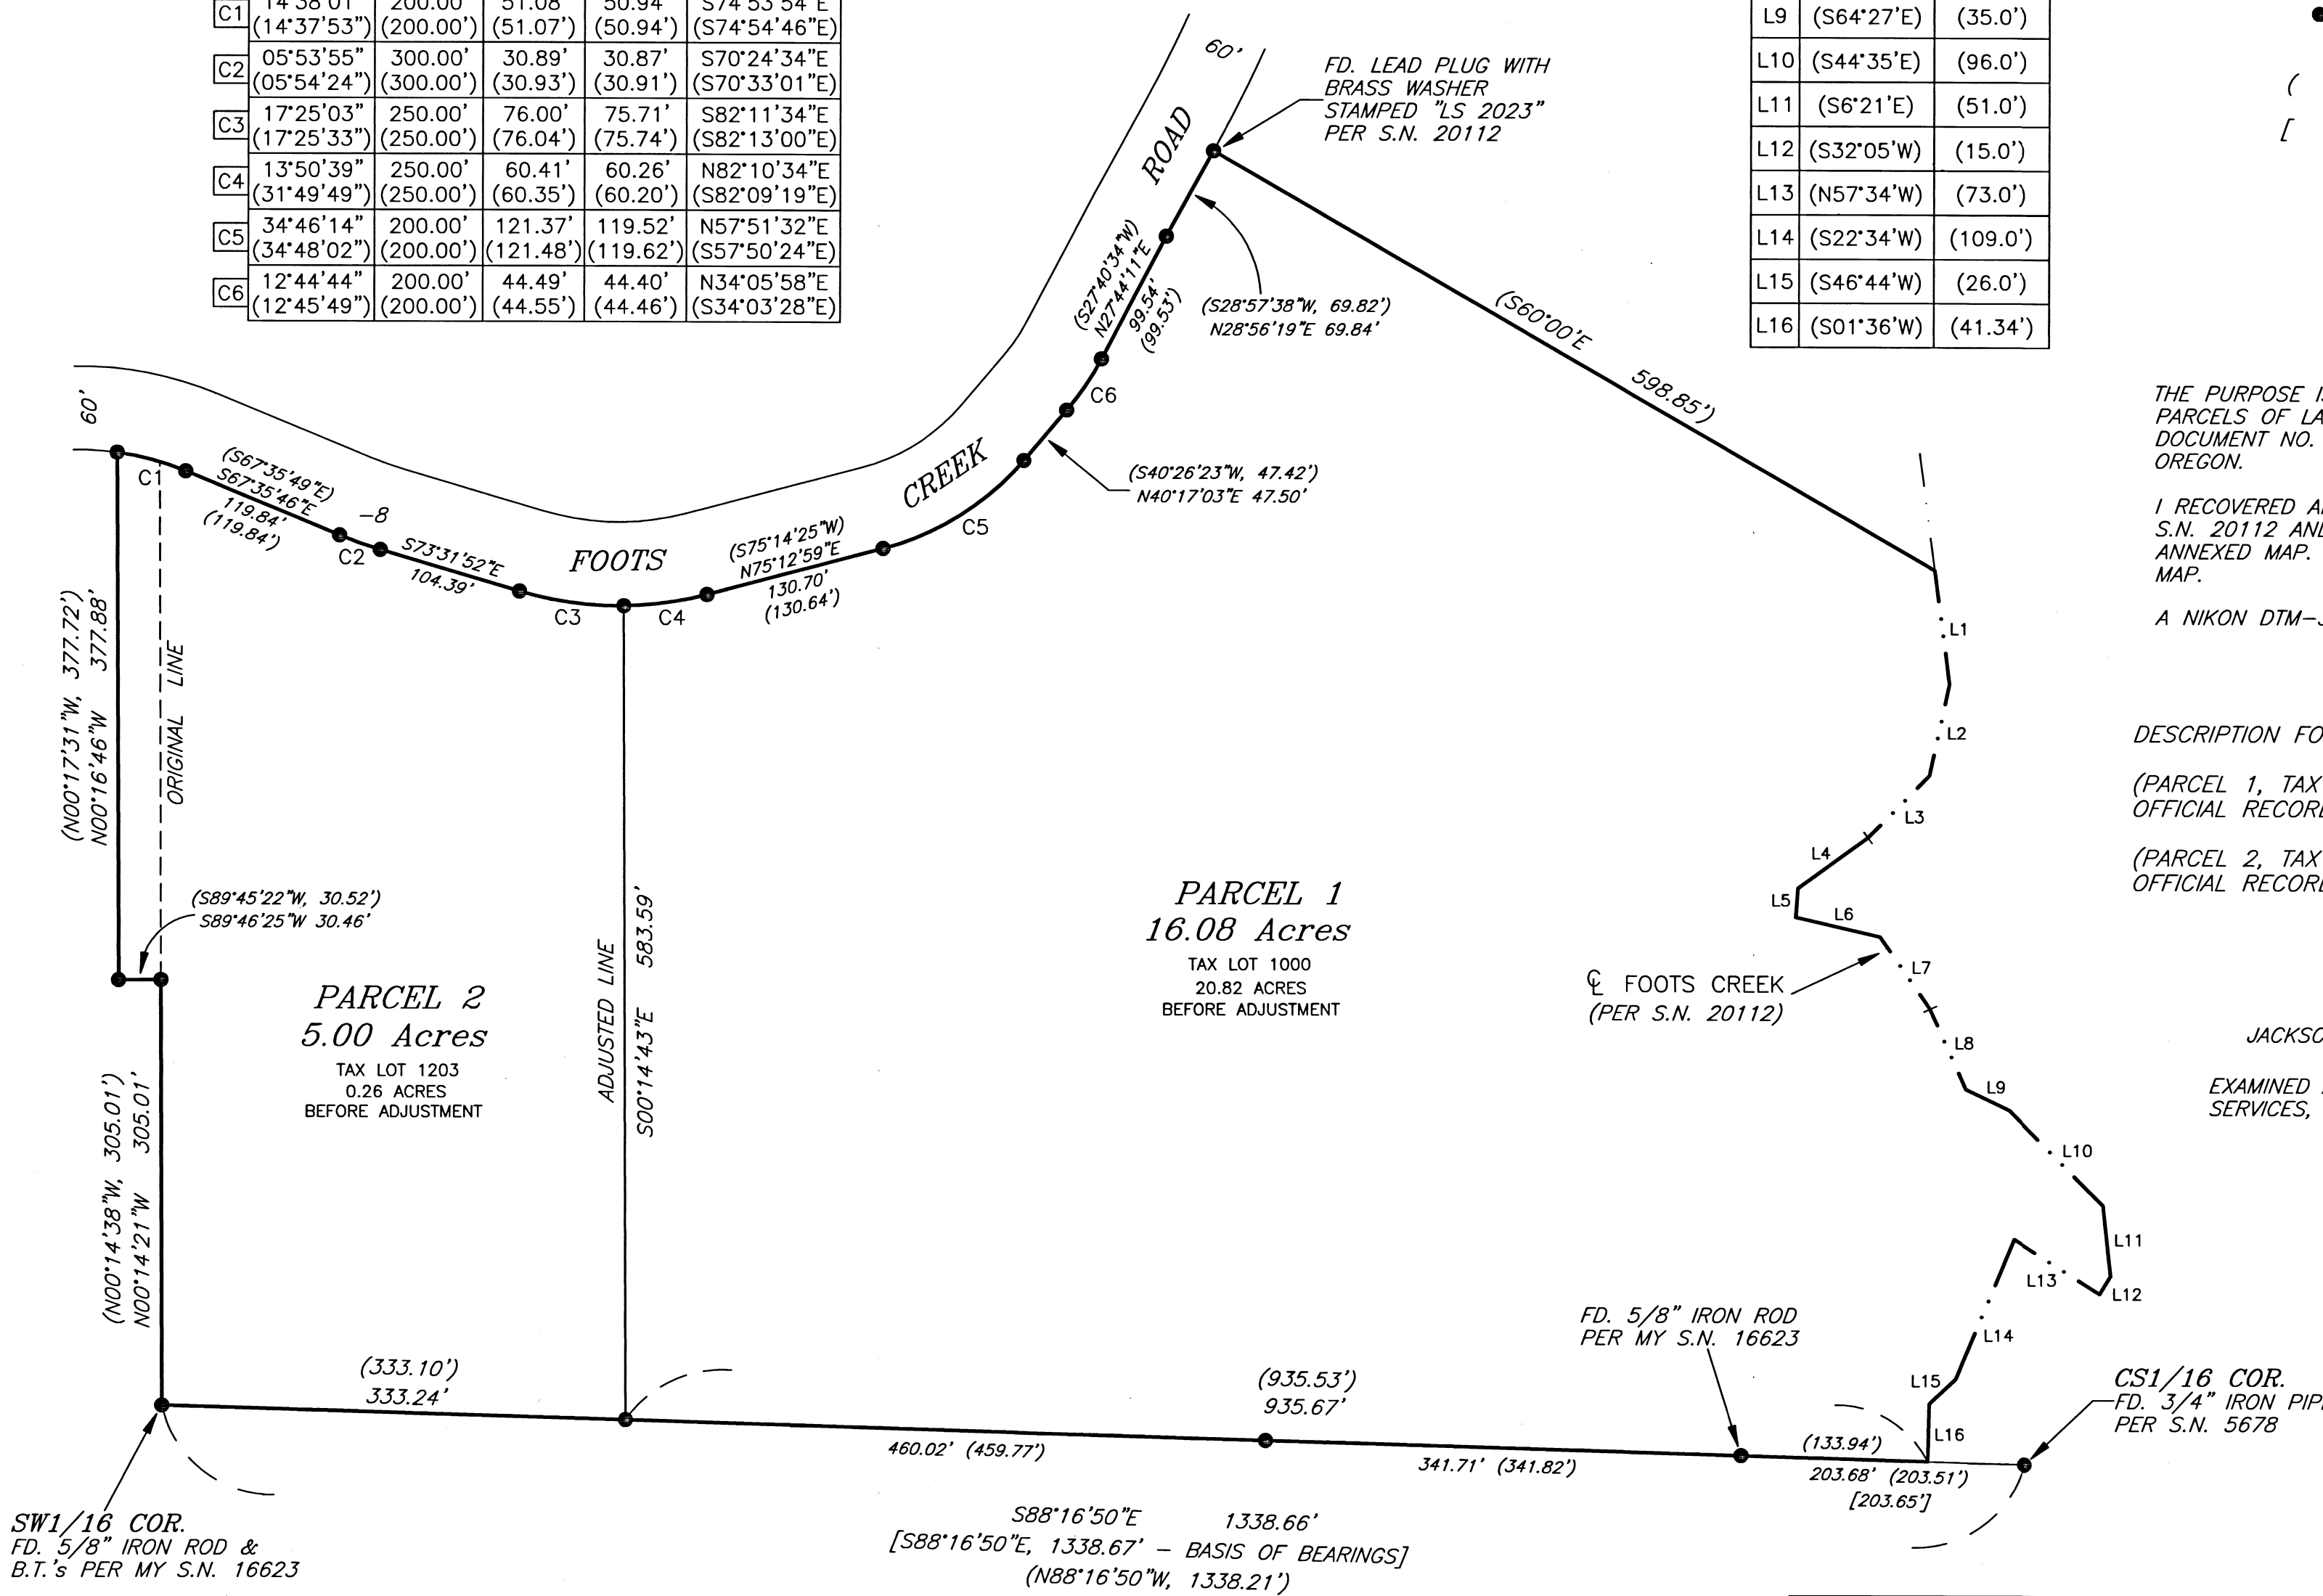 C1 14°38'01" 200.00' 51.08' 50.94' S74°53'54"E
(14°37'53") (200.00') (51.07') (50.94') (S74°54'46"E)
C2 05°53'55" 300.00' 30.89' 30.87' S70°24'34"E
(05°54'24") (300.00') (30.93') (30.91') (S70°33'01"E)
C3 17°25'03" 250.00' 76.00' 75.71' S82°11'34"E
(17°25'33") (250.00') (76.04') (75.74') (S82°13'00"E)
C4 13°50'39" 250.00' 60.41' 60.26' N82°10'34"E
(31°49'49") (250.00') (60.35') (60.20') (S82°09'19"E)
C5 34°46'14" 200.00' 121.37' 119.52' N57°51'32"E
(34°48'02") (200.00') (121.48') (119.62') (S57°50'24"E)
C6 12°44'44" 200.00' 44.49' 44.40' N34°05'58"E
(12°45'49") (200.00') (44.55') (44.46') (S34°03'28"E)
L9 (S64°27'E) (35.0')
L10 (S44°35'E) (96.0')
L11 (S6°21'E) (51.0')
L12 (S32°05'W) (15.0')
L13 (N57°34'W) (73.0')
L14 (S22°34'W) (109.0')
L15 (S46°44'W) (26.0')
L16 (S01°36'W) (41.34')
(
[
60'
FD. LEAD PLUG WITH
BRASS WASHER
STAMPED "LS 2023"
PER S.N. 20112
ROAD
(S27°40'34"W)
N27°44'11"E
99.54'
(99.53')
(S28°57'38"W, 69.82')
N28°56'19"E 69.84'
(S60°00'E
598.85')
THE PURPOSE I
PARCELS OF LA
DOCUMENT NO.
OREGON.
I RECOVERED A
S.N. 20112 AN
ANNEXED MAP.
MAP.
A NIKON DTM-
60'
C1
(S67°35'49"E)
S67°35'46"E
119.84'
(119.84')
-8
C2
S73°31'52"E
104.39'
C3
FOOTS
C4
(S75°14'25"W)
N75°12'59"E
130.70'
(130.64')
CREEK
C5
C6
(S40°26'23"W, 47.42')
N40°17'03"E 47.50'
(N00°17'31"W, 377.72')
N00°16'46"W 377.88'
ORIGINAL LINE
L1
L2
L3
L4
L5
L6
L7
L8
L9
L10
L11
L12
L13
L14
L15
L16
DESCRIPTION FO
(PARCEL 1, TAX
OFFICIAL RECOR
(PARCEL 2, TAX
OFFICIAL RECOR
(S89°45'22"W, 30.52')
S89°46'25"W 30.46'
PARCEL 2
5.00 Acres
TAX LOT 1203
0.26 ACRES
BEFORE ADJUSTMENT
ADJUSTED LINE
S00°14'43"E 583.59'
PARCEL 1
16.08 Acres
TAX LOT 1000
20.82 ACRES
BEFORE ADJUSTMENT
℄ FOOTS CREEK
(PER S.N. 20112)
JACKSO
EXAMINED
SERVICES,
(N00°14'38"W, 305.01')
N00°14'21"W 305.01'
FD. 5/8" IRON ROD
PER MY S.N. 16623
(333.10')
333.24'
(935.53')
935.67'
460.02' (459.77')
341.71' (341.82')
(133.94')
203.68' (203.51')
[203.65']
CS1/16 COR.
FD. 3/4" IRON PIP
PER S.N. 5678
S88°16'50"E 1338.66'
[S88°16'50"E, 1338.67' - BASIS OF BEARINGS]
(N88°16'50"W, 1338.21')
SW1/16 COR.
FD. 5/8" IRON ROD &
B.T.'s PER MY S.N. 16623